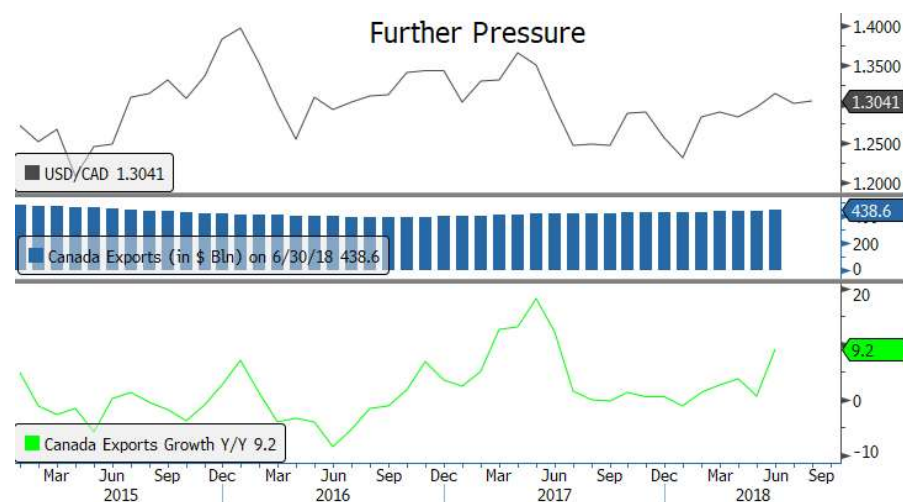 Further Pressure
1.4000
1.3500
1.3041
1.2500
1.2000
USD/CAD 1.3041
438.6
200
0
Canada Exports (in $ Bln) on 6/30/18 438.6
20
9.2
0
-10
Canada Exports Growth Y/Y 9.2
Mar Jun Sep Dec Mar Jun Sep Dec Mar Jun Sep Dec Mar Jun Sep
2015 2016 2017 2018